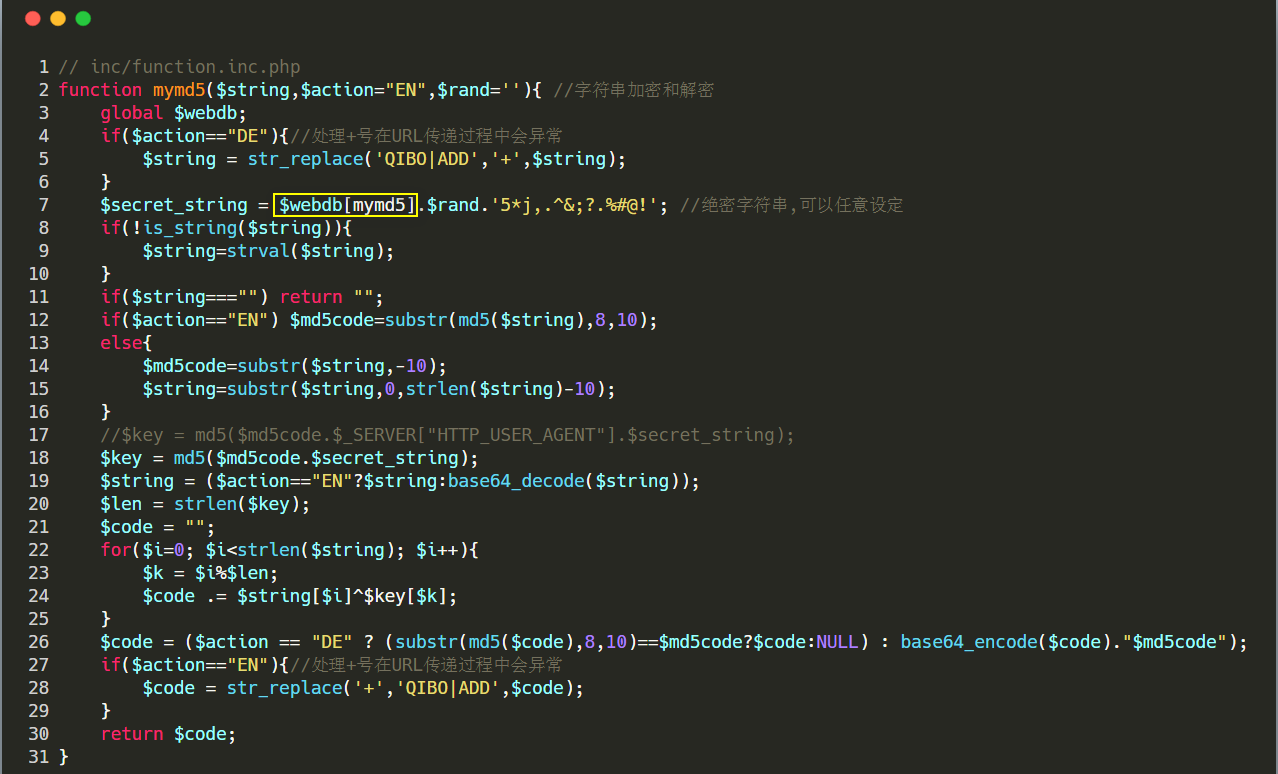 1 // inc/function.inc.php
2 function mymd5($string,$action="EN",$rand=''){ //字符串加密和解密
3     global $webdb;
4     if($action=="DE"){//处理+号在URL传递过程中会异常
5         $string = str_replace('QIBO|ADD','+',$string);
6     }
7     $secret_string = $webdb[mymd5].$rand.'5*j,.^&;?.%#@!'; //绝密字符串,可以任意设定
8     if(!is_string($string)){
9         $string=strval($string);
10     }
11     if($string==="") return "";
12     if($action=="EN") $md5code=substr(md5($string),8,10);
13     else{
14         $md5code=substr($string,-10);
15         $string=substr($string,0,strlen($string)-10);
16     }
17     //$key = md5($md5code.$_SERVER["HTTP_USER_AGENT"].$secret_string);
18     $key = md5($md5code.$secret_string);
19     $string = ($action=="EN"?$string:base64_decode($string));
20     $len = strlen($key);
21     $code = "";
22     for($i=0; $i<strlen($string); $i++){
23         $k = $i%$len;
24         $code .= $string[$i]^$key[$k];
25     }
26     $code = ($action == "DE" ? (substr(md5($code),8,10)==$md5code?$code:NULL) : base64_encode($code)."$md5code");
27     if($action=="EN"){//处理+号在URL传递过程中会异常
28         $code = str_replace('+','QIBO|ADD',$code);
29     }
30     return $code;
31 }